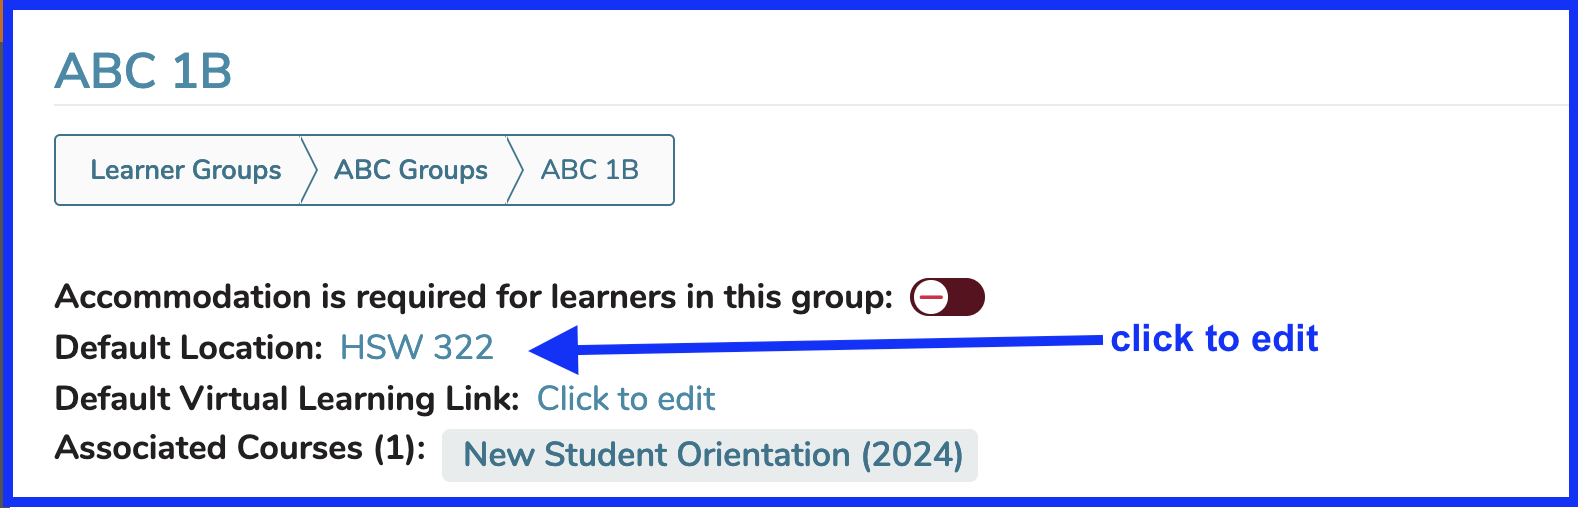 ABC 1B
Learner Groups ABC Groups ABC 1B
Accommodation is required for learners in this group:
Default Location: HSW 322 click to edit
Default Virtual Learning Link: Click to edit
Associated Courses (1): New Student Orientation (2024)